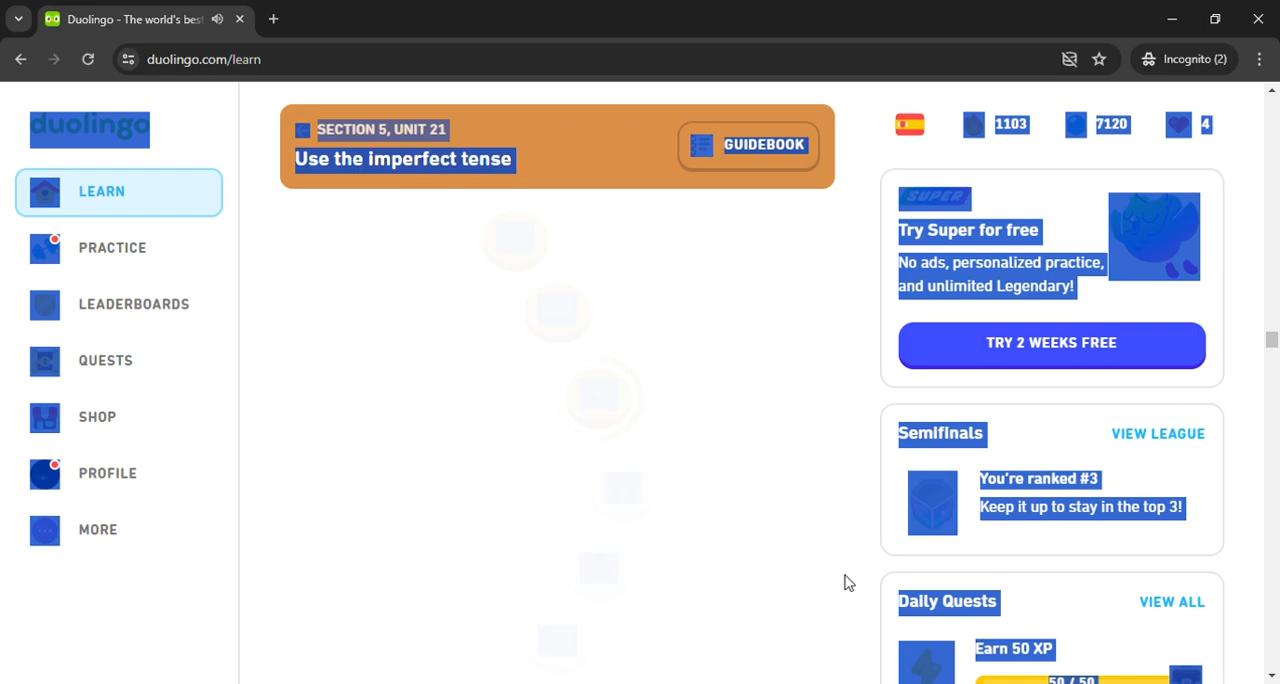 Duolingo - The world's bes
duolingo.com/learn
Incognito (2)
duolingo
LEARN
PRACTICE
LEADERBOARDS
QUESTS
SHOP
PROFILE
MORE
SECTION 5, UNIT 21
Use the imperfect tense
GUIDEBOOK
1103
7120
4
SUPER
Try Super for free
No ads, personalized practice,
and unlimited Legendary!
TRY 2 WEEKS FREE
Semifinals
VIEW LEAGUE
You're ranked #3
Keep it up to stay in the top 3!
Daily Quests
VIEW ALL
Earn 50 XP
50 / 50